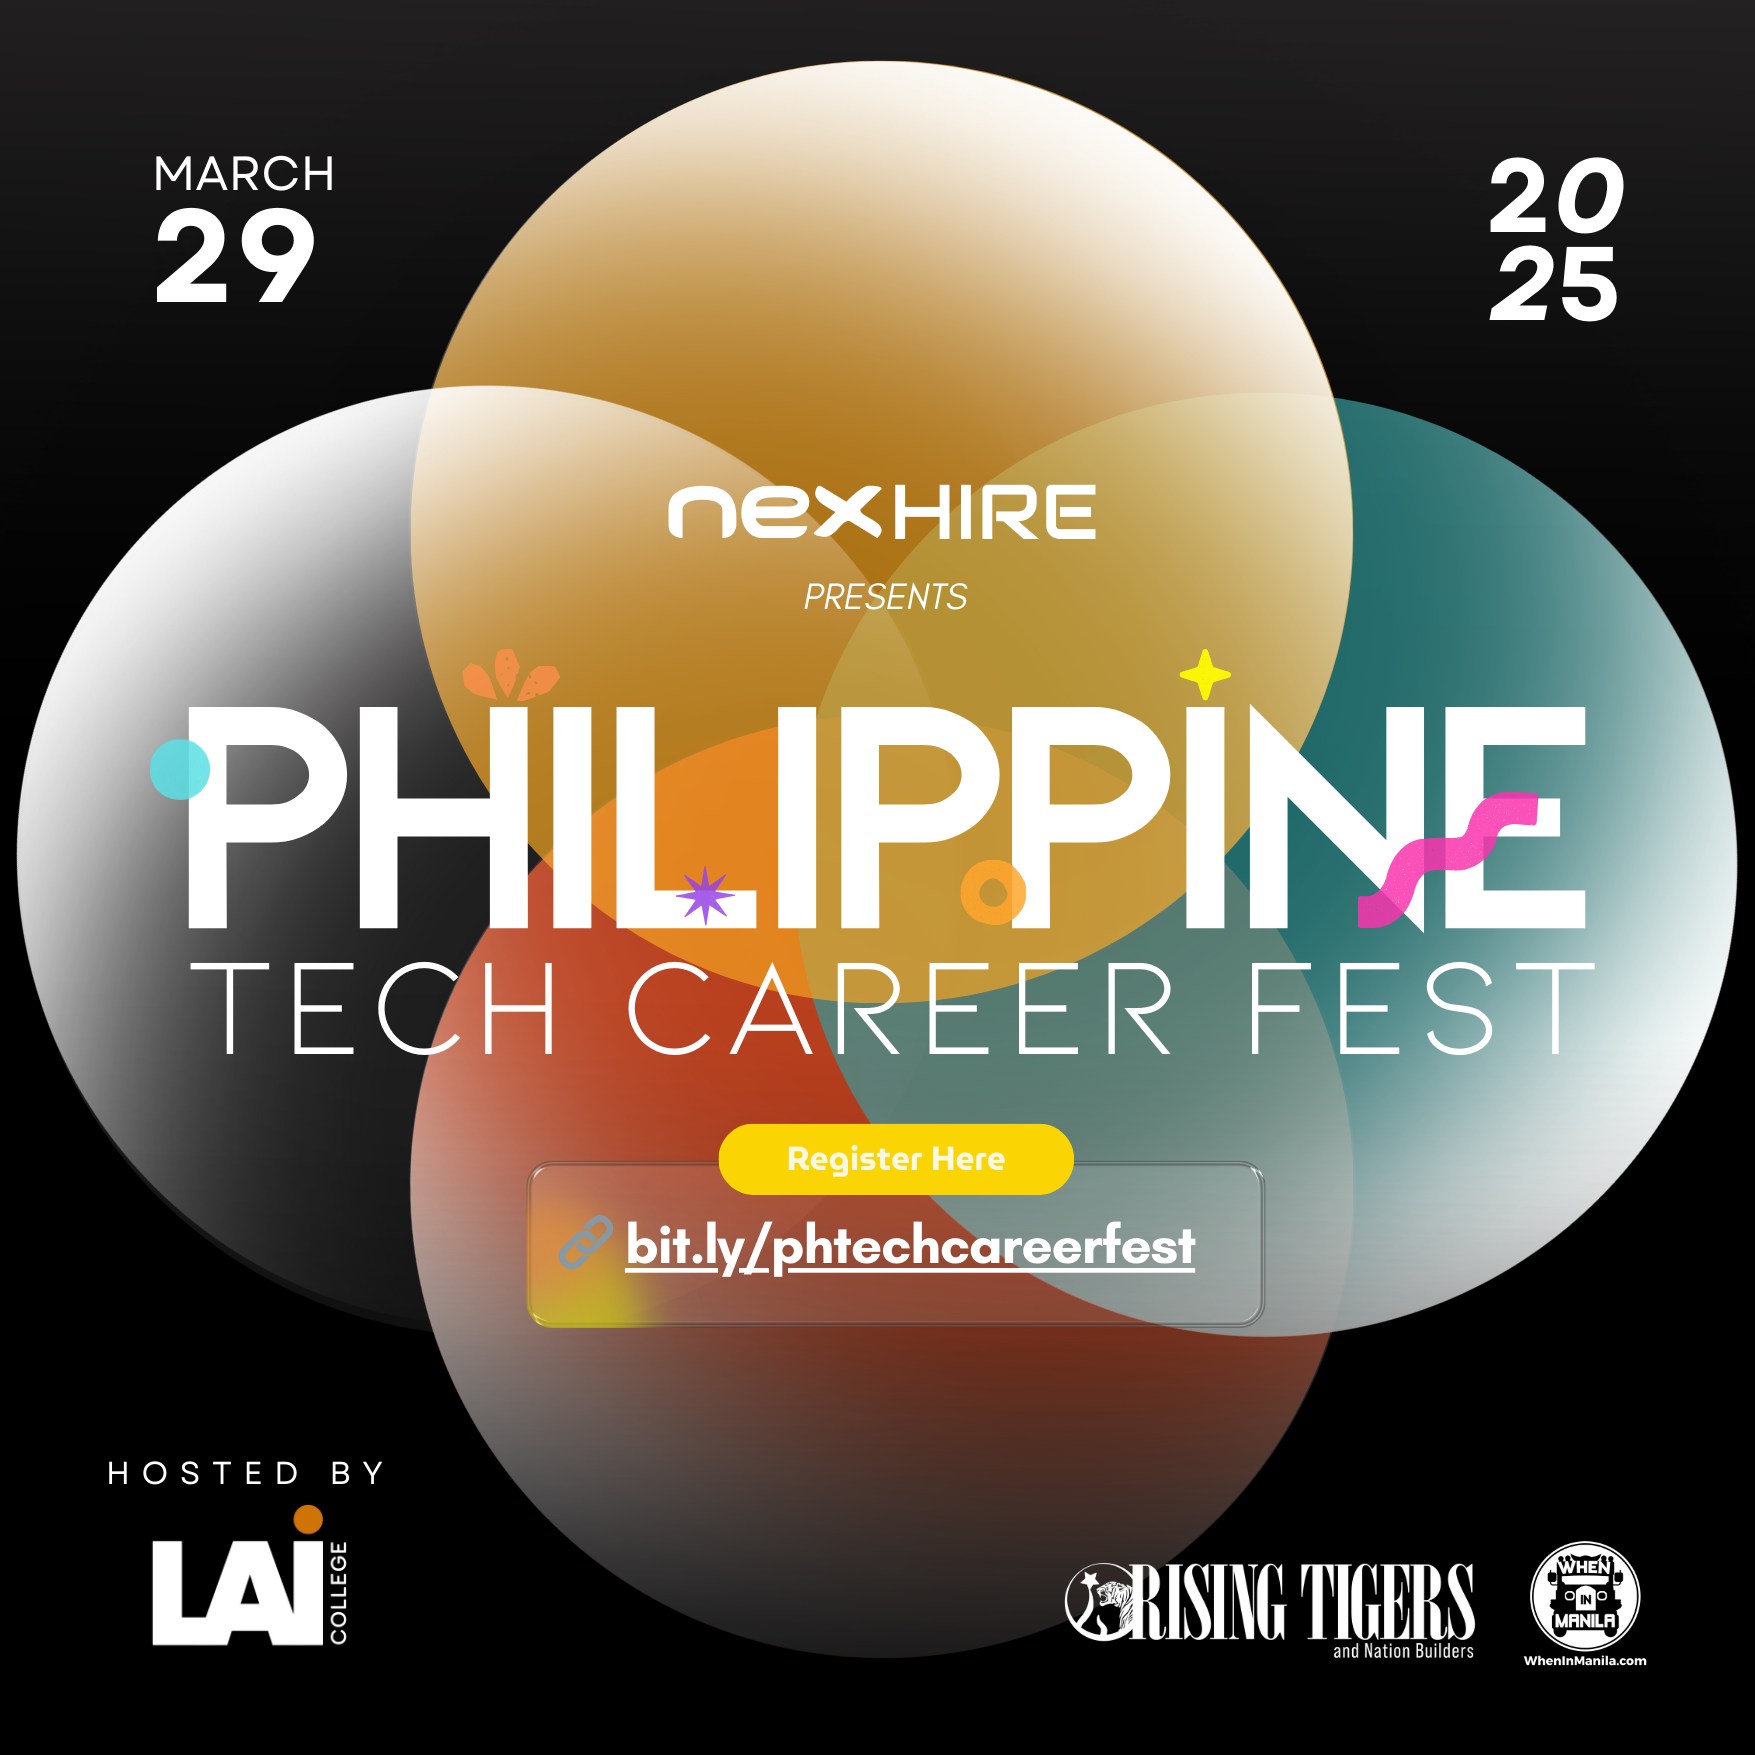 MARCH
29
20
25
nexHIRE
PRESENTS
PHILIPPINE
TECH CAREER FEST
Register Here
bit.ly/phtechcareerfest
HOSTED BY
LAi
COLLEGE
RISING TIGERS
and Nation Builders
WHEN
IN
MANILA
WhenInManila.com